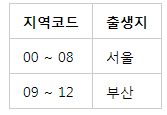 지역코드 출생지
00 ~ 08 서울
09 ~ 12 부산